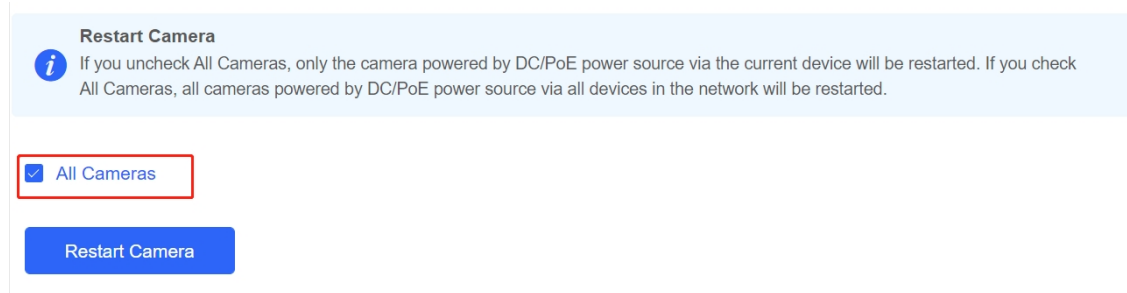 Restart Camera
If you uncheck All Cameras, only the camera powered by DC/PoE power source via the current device will be restarted. If you check
All Cameras, all cameras powered by DC/PoE power source via all devices in the network will be restarted.
All Cameras
Restart Camera